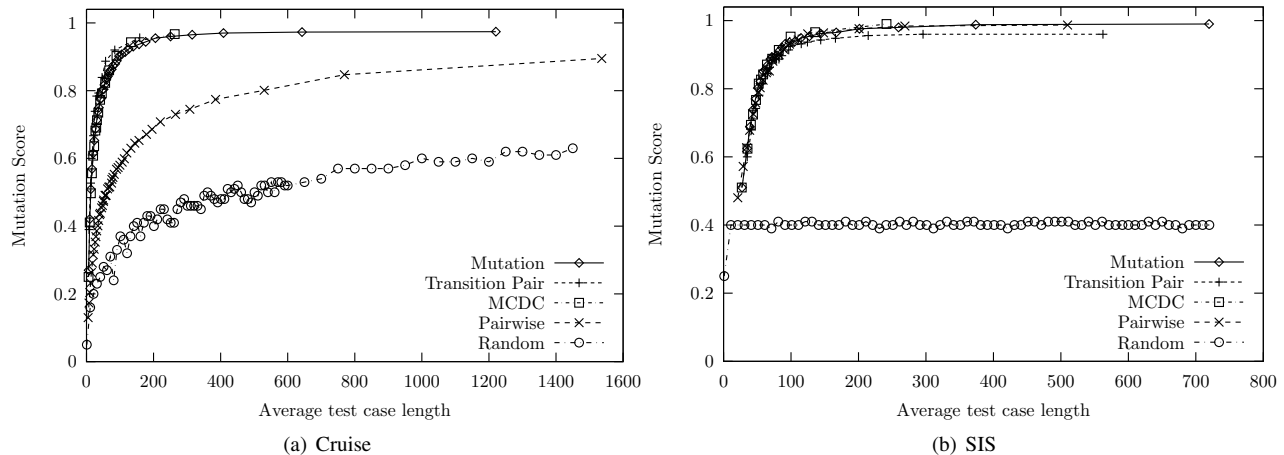 1
0.8
0.6
0.4
0.2
0
Mutation Score
0 200 400 600 800 1000 1200 1400 1600
Average test case length
Mutation
Transition Pair
MCDC
Pairwise
Random
(a) Cruise
1
0.8
0.6
0.4
0.2
0
Mutation Score
0 100 200 300 400 500 600 700 800
Average test case length
Mutation
Transition Pair
MCDC
Pairwise
Random
(b) SIS